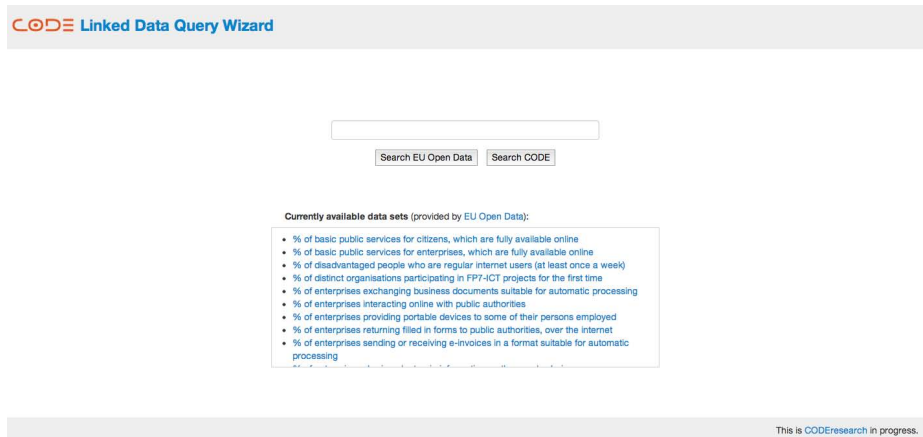 CODE Linked Data Query Wizard
Search EU Open Data Search CODE
Currently available data sets (provided by EU Open Data):
• % of basic public services for citizens, which are fully available online
• % of basic public services for enterprises, which are fully available online
• % of disadvantaged people who are regular internet users (at least once a week)
• % of distinct organisations participating in FP7-ICT projects for the first time
• % of enterprises exchanging business documents suitable for automatic processing
• % of enterprises interacting online with public authorities
• % of enterprises providing portable devices to some of their persons employed
• % of enterprises returning filled in forms to public authorities, over the internet
• % of enterprises sending or receiving e-invoices in a format suitable for automatic
processing
This is CODEresearch in progress.